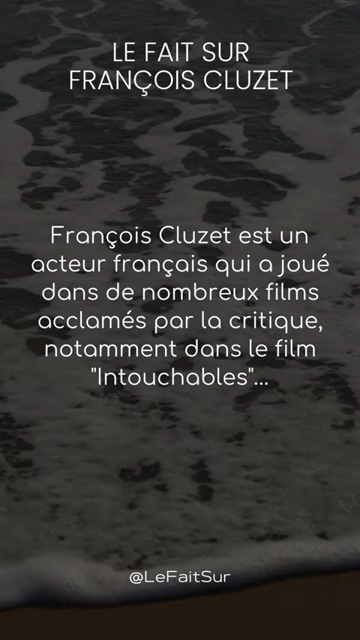 LE FAIT SUR
FRANÇOIS CLUZET
François Cluzet est un
acteur français qui a joué
dans de nombreux films
acclamés par la critique,
notamment dans le film
"Intouchables"...
@LeFaitSur